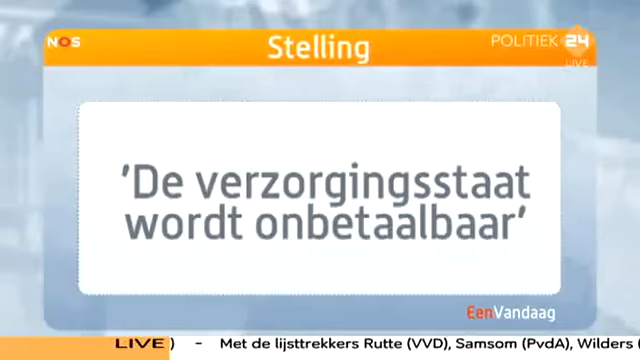 NOS
Stelling
POLITIEK 24
LIVE
'De verzorgingsstaat
wordt onbetaalbaar'
EenVandaag
LIVE ) - Met de lijsttrekkers Rutte (VVD), Samsom (PvdA), Wilders (